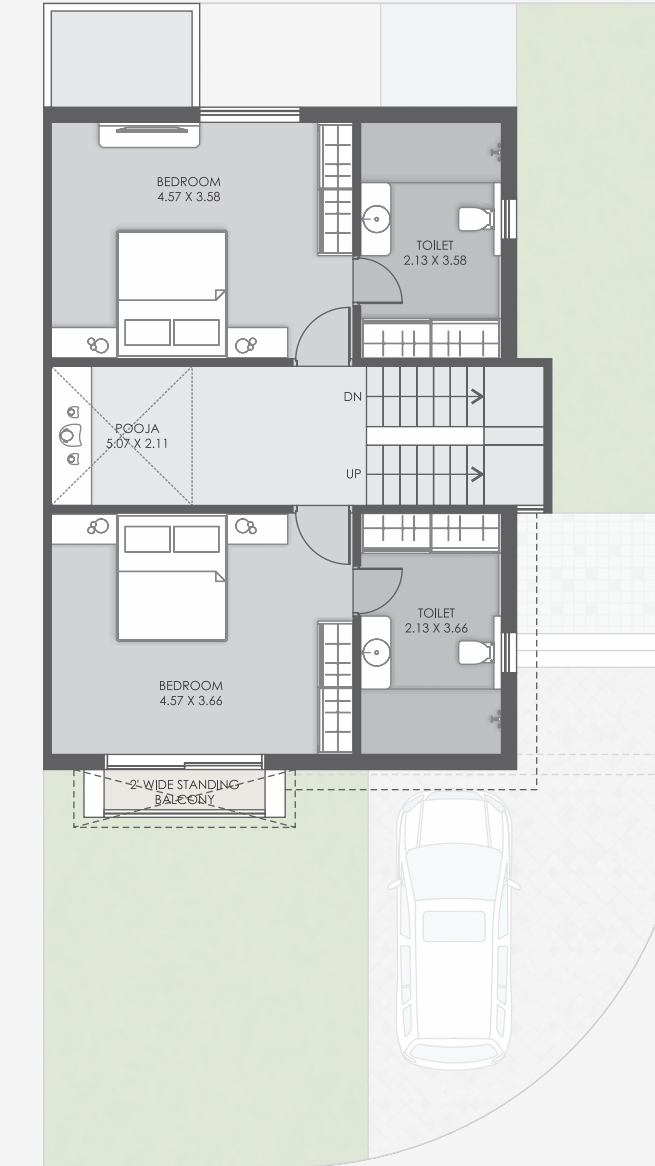 BEDROOM
4.57 X 3.58
TOILET
2.13 X 3.58
DN
POOJA
5.07 X 2.11
UP
TOILET
2.13 X 3.66
BEDROOM
4.57 X 3.66
2' WIDE STANDING
BALCONY